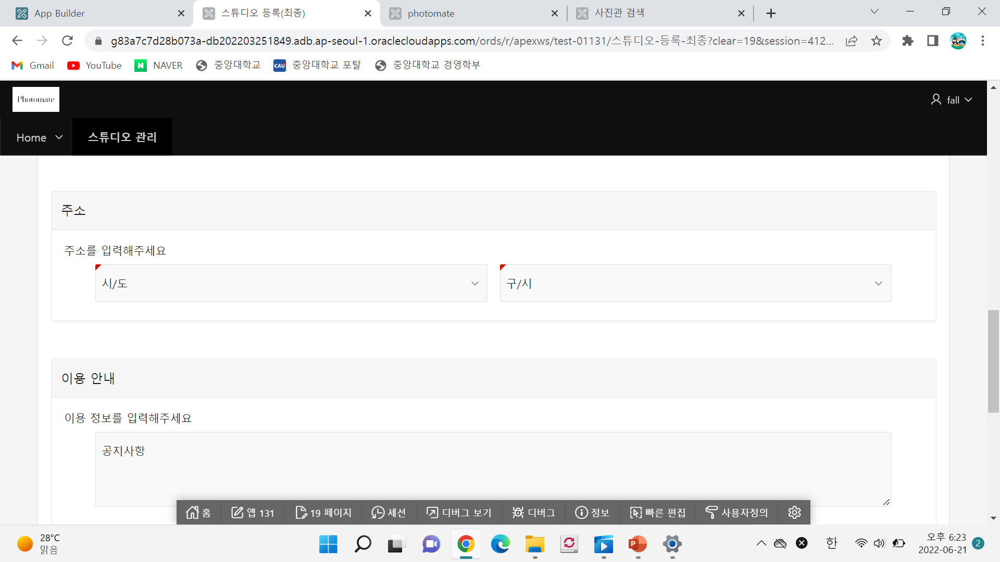 App Builder
스튜디오 등록(최종)
photomate
사진관 검색
g83a7c7d28b073a-db202203251849.adb.ap-seoul-1.oraclecloudapps.com/ords/r/apexws/test-01131/스튜디오-등록-최종?clear=19&session=412...
Gmail
YouTube
N NAVER
중앙대학교
CAU 중앙대학교 포탈
중앙대학교 경영학부
Photomate
fall
Home
스튜디오 관리
주소
주소를 입력해주세요
시/도
구/시
이용 안내
이용 정보를 입력해주세요
공지사항
홈
앱 131
19 페이지
세션
디버그 보기
디버그
정보
빠른 편집
사용자정의
28°C
맑음
P
한
오후 6:23
2022-06-21
2